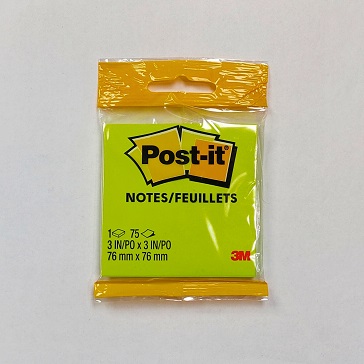 Post-it
NOTES/FEUILLETS
1 75
3 IN/PO x 3 IN/PO
76 mm x 76 mm
3M